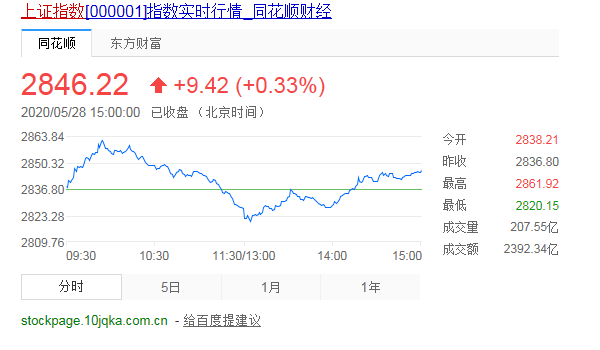 上证指数[000001]指数实时行情_同花顺财经
同花顺 东方财富
2846.22 +9.42 (+0.33%)
2020/05/28 15:00:00 已收盘 （北京时间）
2863.84
2850.32
2836.80
2823.28
2809.76
09:30 10:30 11:30/13:00 14:00 15:00
今开 2838.21
昨收 2836.80
最高 2861.92
最低 2820.15
成交量 207.55亿
成交额 2392.34亿
分时 5日 1月 1年
stockpage.10jqka.com.cn - 给百度提建议